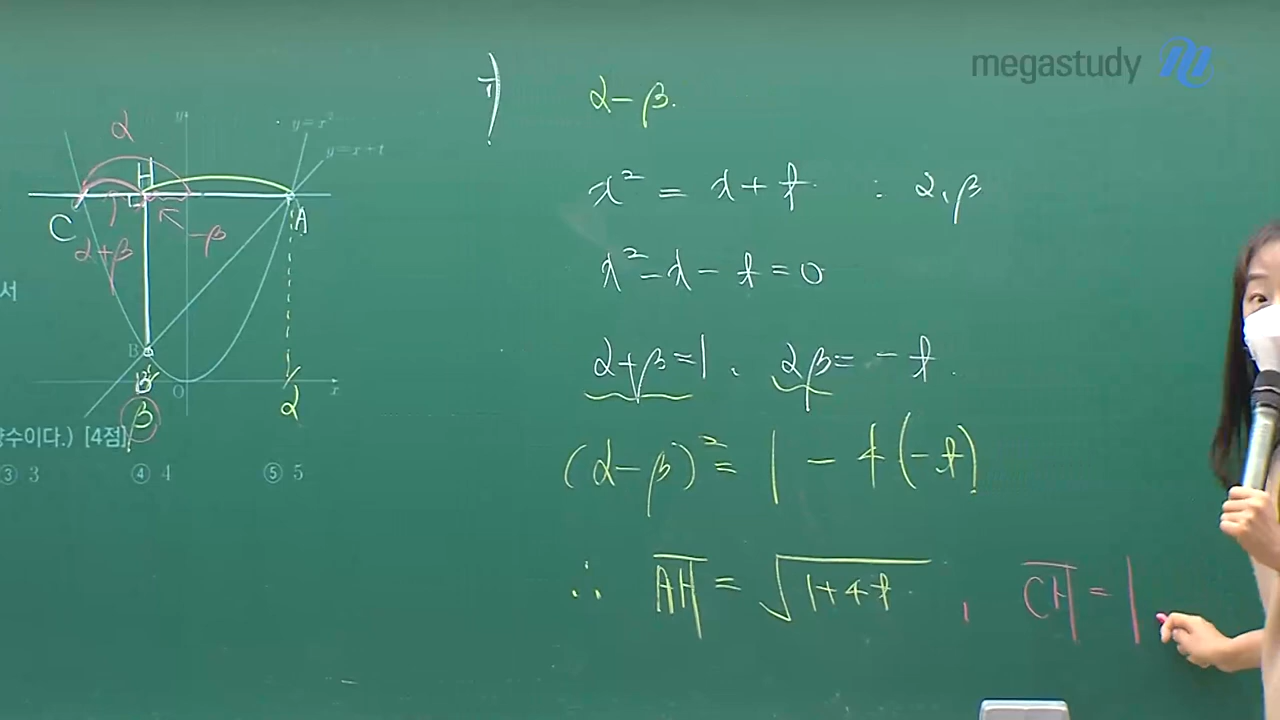 megastudy
i)
α-β.
x² = x+t : α, β
x²-x-t=0
α+β=1, αβ=-t.
(α-β)²=1-4(-t)
∴ AH = √1+4t, CH = 1
y
y=x²
y=x+t
α
H
C
A
α+β
-β
B
O
x
β
α
서
양수이다.) [4점]
③ 3 ④ 4 ⑤ 5